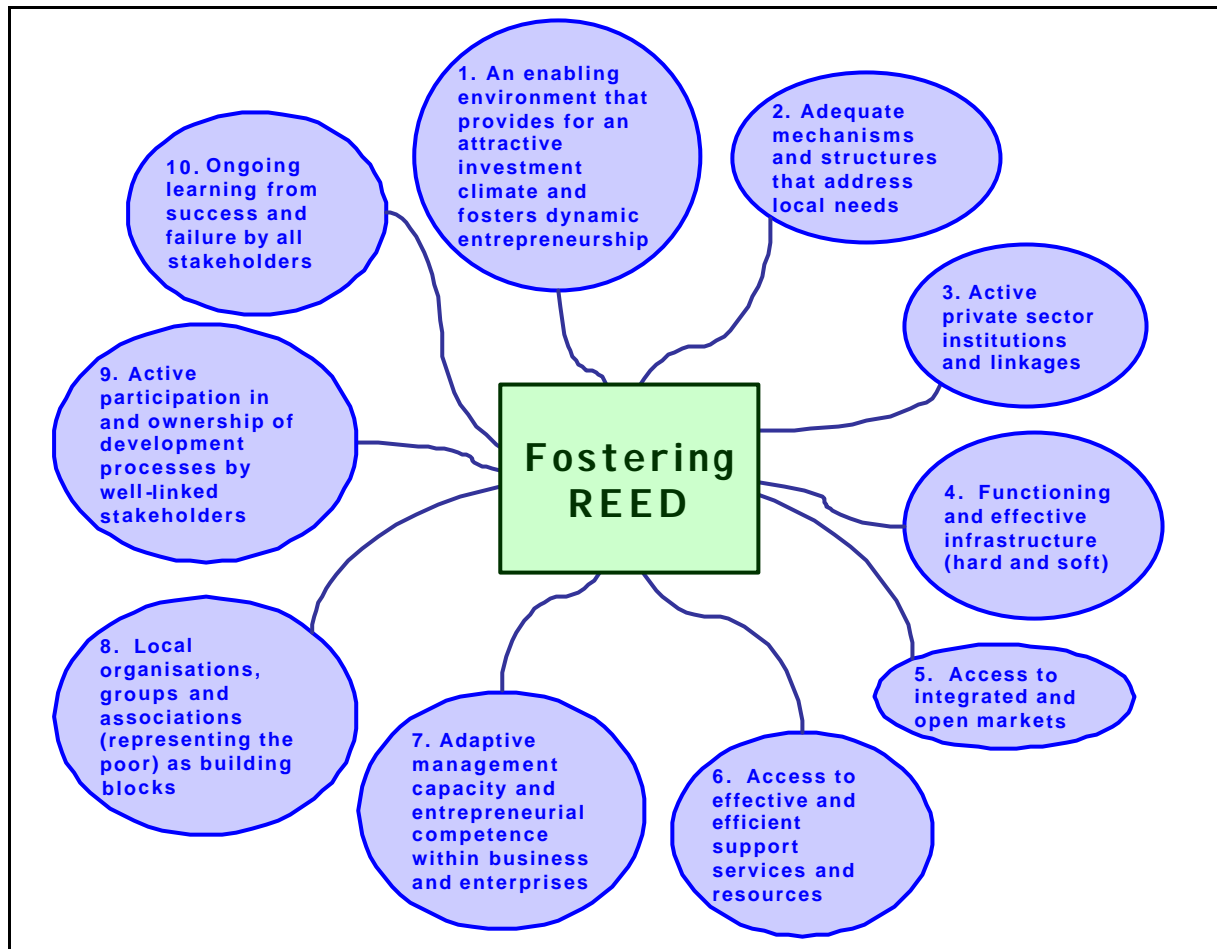 1. An enabling
environment that
provides for an
attractive
investment
climate and
fosters dynamic
entrepreneurship
2. Adequate
mechanisms
and structures
that address
local needs
3. Active
private sector
institutions
and linkages
4. Functioning
and effective
infrastructure
(hard and soft)
5. Access to
integrated and
open markets
6. Access to
effective and
efficient
support
services and
resources
7. Adaptive
management
capacity and
entrepreneurial
competence
within business
and enterprises
8. Local
organisations,
groups and
associations
(representing the
poor) as building
blocks
9. Active
participation in
and ownership of
development
processes by
well-linked
stakeholders
10. Ongoing
learning from
success and
failure by all
stakeholders
Fostering
REED